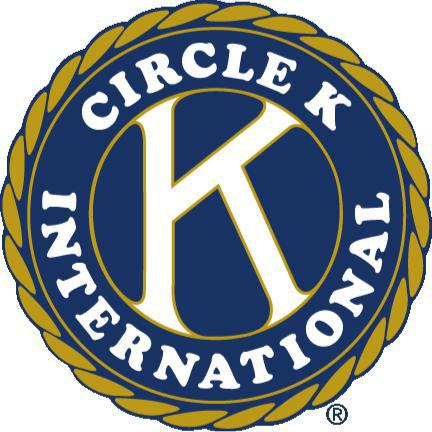 CIRCLE K
K
INTERNATIONAL
®